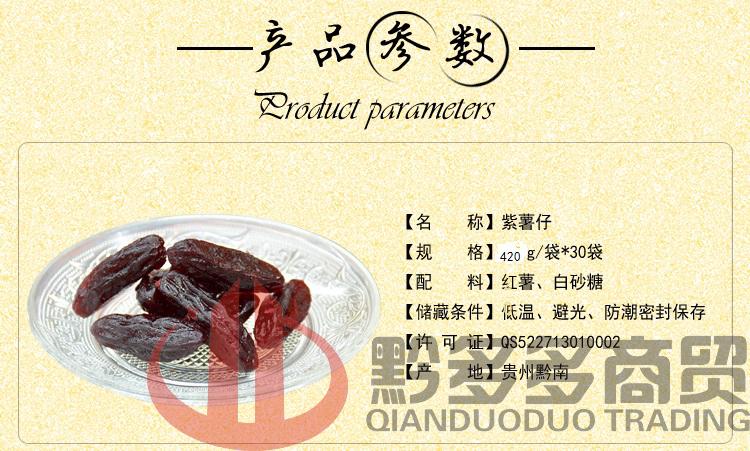 产品参数
Product parameters
【名　　称】紫薯仔
【规　　格】420 g/袋*30袋
【配　　料】红薯、白砂糖
【储藏条件】低温、避光、防潮密封保存
【许 可 证】QS522713010002
【产　　地】贵州黔南
黔多多商贸
QIANDUODUO TRADING